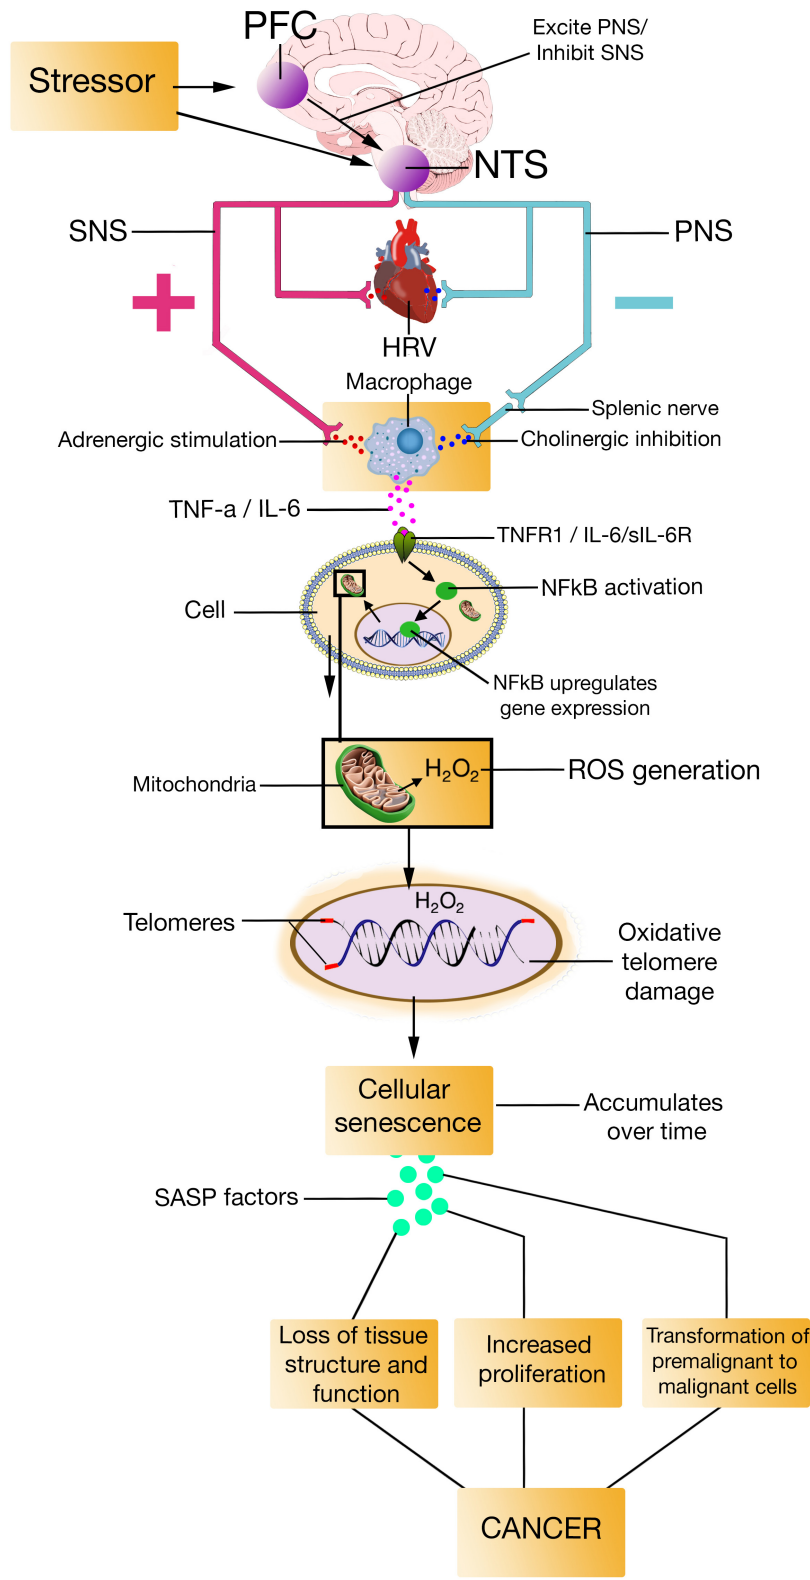 PFC
Excite PNS/
Inhibit SNS
Stressor
NTS
SNS
PNS
HRV
Macrophage
Splenic nerve
Adrenergic stimulation
Cholinergic inhibition
TNF-a / IL-6
TNFR1 / IL-6/sIL-6R
NFkB activation
Cell
NFkB upregulates
gene expression
Mitochondria
H₂O₂
ROS generation
H₂O₂
Telomeres
Oxidative
telomere
damage
Cellular
senescence
Accumulates
over time
SASP factors
Loss of tissue
structure and
function
Increased
proliferation
Transformation of
premalignant to
malignant cells
CANCER